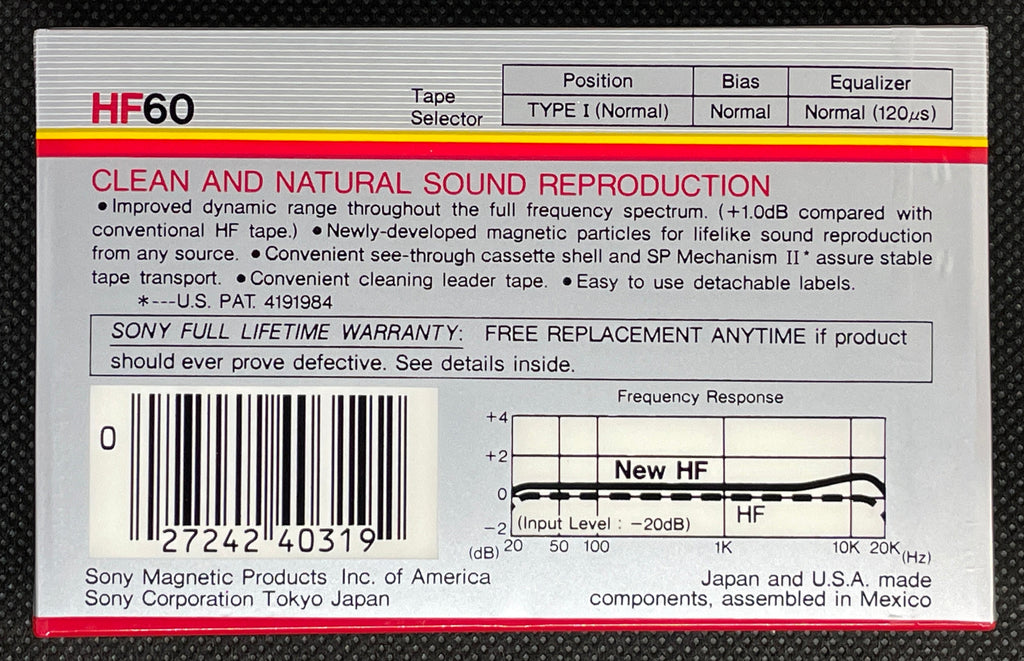 HF60
Tape
Selector
Position Bias Equalizer
TYPE I (Normal) Normal Normal (120μs)
CLEAN AND NATURAL SOUND REPRODUCTION
•Improved dynamic range throughout the full frequency spectrum. (+1.0dB compared with
conventional HF tape.) •Newly-developed magnetic particles for lifelike sound reproduction
from any source. •Convenient see-through cassette shell and SP Mechanism II* assure stable
tape transport. •Convenient cleaning leader tape. •Easy to use detachable labels.
*---U.S. PAT. 4191984
SONY FULL LIFETIME WARRANTY: FREE REPLACEMENT ANYTIME if product
should ever prove defective. See details inside.
0
27242 40319
Frequency Response
+4
+2
0
−2
(dB)
New HF
HF
(Input Level : −20dB)
20 50 100 1K 10K 20K (Hz)
Sony Magnetic Products Inc. of America
Sony Corporation Tokyo Japan
Japan and U.S.A. made
components, assembled in Mexico